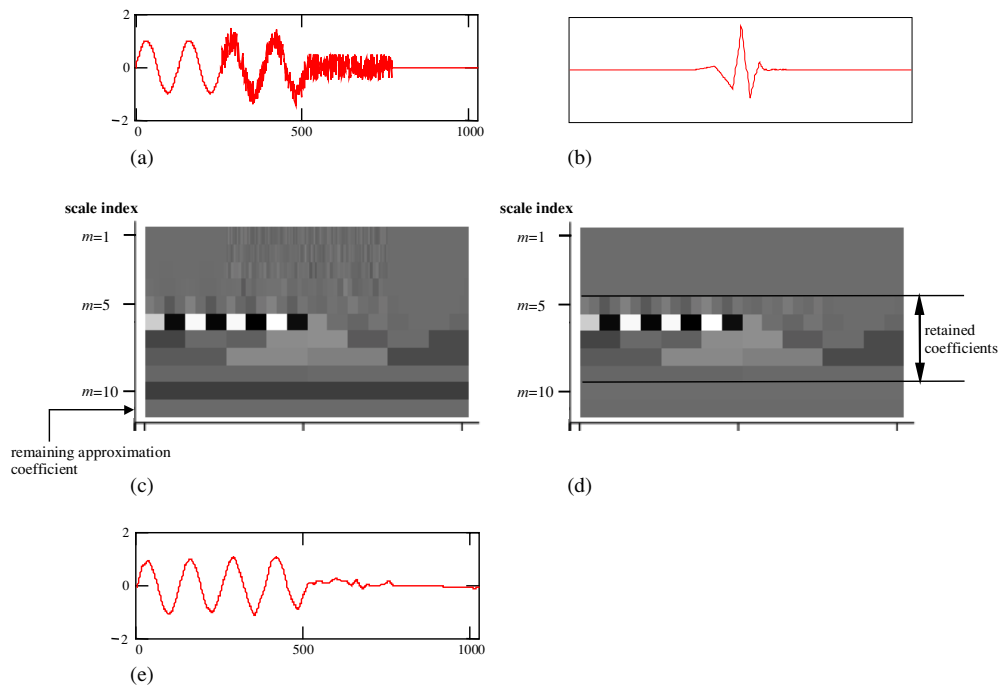 2
0
−2
0
500
1000
(a)
(b)
scale index
m=1
m=5
m=10
remaining approximation
coefficient
(c)
scale index
m=1
m=5
m=10
retained
coefficients
(d)
2
0
−2
0
500
1000
(e)